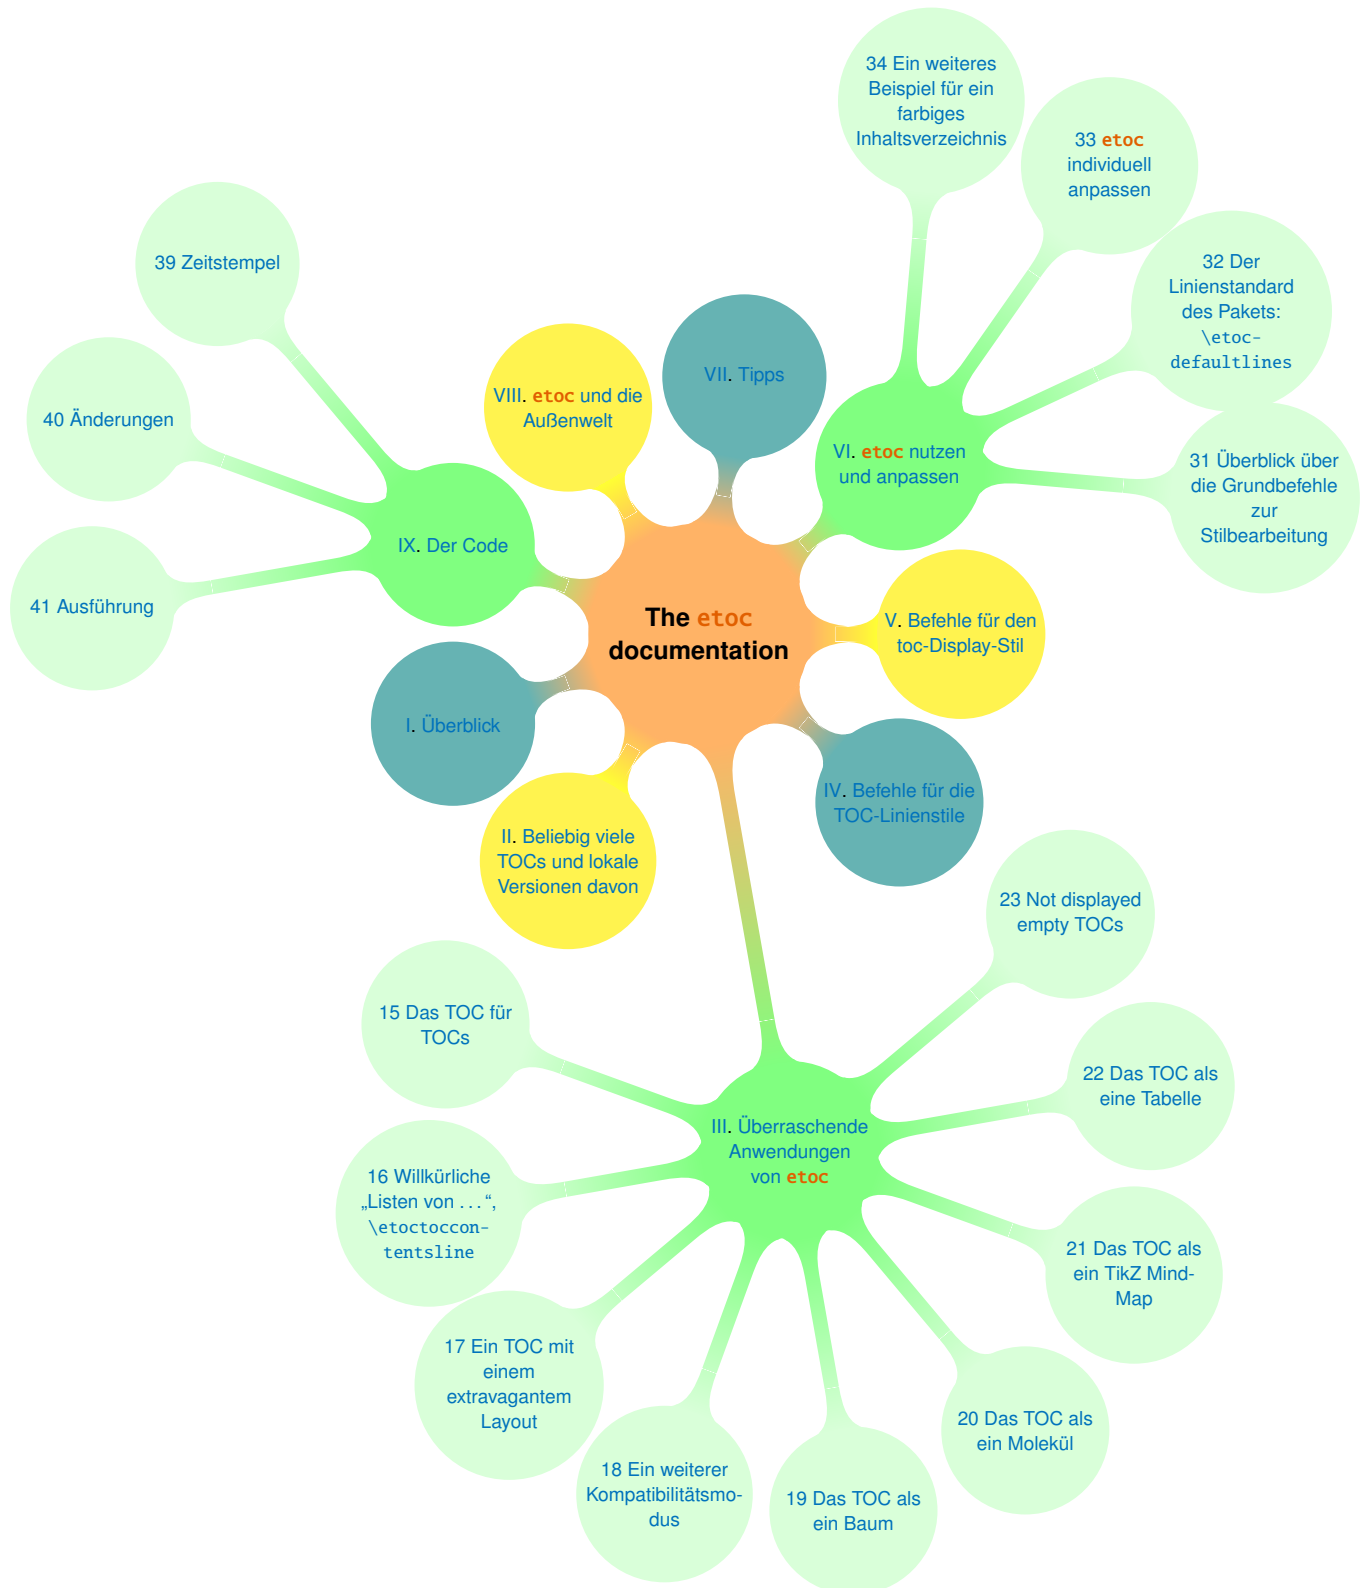 The etoc
documentation
I. Überblick
II. Beliebig viele
TOCs und lokale
Versionen davon
III. Überraschende
Anwendungen
von etoc
15 Das TOC für
TOCs
16 Willkürliche
„Listen von . . . “,
\etoctoccon-
tentsline
17 Ein TOC mit
einem
extravagantem
Layout
18 Ein weiterer
Kompatibilitätsmo-
dus
19 Das TOC als
ein Baum
20 Das TOC als
ein Molekül
21 Das TOC als
ein TikZ Mind-
Map
22 Das TOC als
eine Tabelle
23 Not displayed
empty TOCs
IV. Befehle für die
TOC-Linienstile
V. Befehle für den
toc-Display-Stil
VI. etoc nutzen
und anpassen
31 Überblick über
die Grundbefehle
zur
Stilbearbeitung
32 Der
Linienstandard
des Pakets:
\etoc-
defaultlines
33 etoc
individuell
anpassen
34 Ein weiteres
Beispiel für ein
farbiges
Inhaltsverzeichnis
VII. Tipps
VIII. etoc und die
Außenwelt
IX. Der Code
39 Zeitstempel
40 Änderungen
41 Ausführung